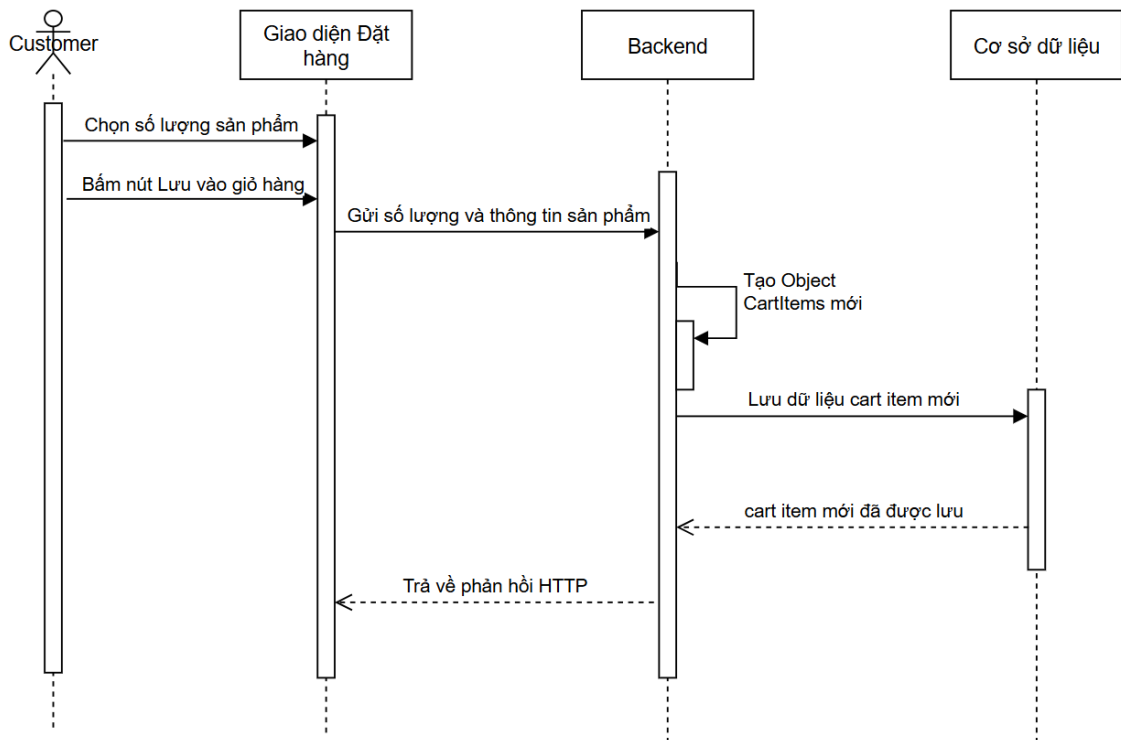 Customer
Giao diện Đặt
hàng
Backend
Cơ sở dữ liệu
Chọn số lượng sản phẩm
Bấm nút Lưu vào giỏ hàng
Gửi số lượng và thông tin sản phẩm
Tạo Object
CartItems mới
Lưu dữ liệu cart item mới
cart item mới đã được lưu
Trả về phản hồi HTTP